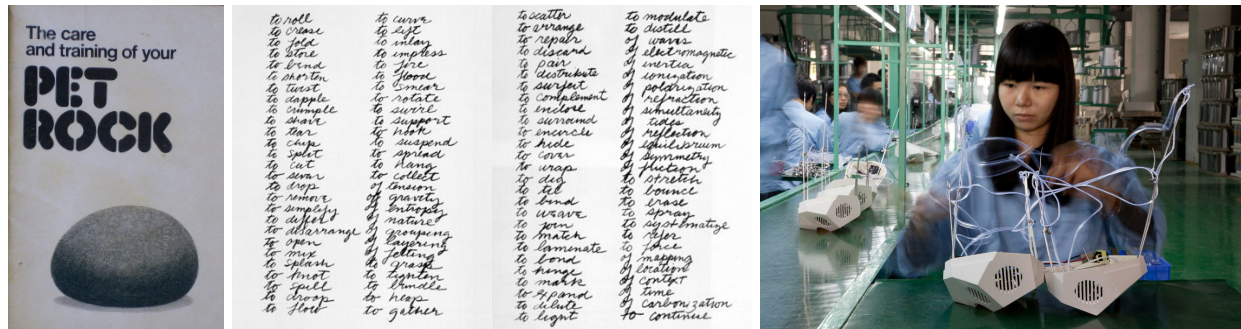 The care
and training of your
PET
ROCK
to roll
to crease
to fold
to store
to bend
to shorten
to twist
to dapple
to crumple
to shave
to tear
to chip
to split
to cut
to sever
to drop
to remove
to simplify
to differ
to disarrange
to open
to mix
to splash
to knot
to spill
to droop
to flow
to curve
to lift
to inlay
to impress
to fire
to flood
to smear
to rotate
to swirl
to support
to hook
to suspend
to spread
to hang
to collect
of tension
of gravity
of entropy
of nature
of grouping
of layering
of felting
to grasp
to tighten
to bundle
to heap
to gather
to scatter
to arrange
to repair
to discard
to pair
to distribute
to surfeit
to complement
to enclose
to surround
to encircle
to hide
to cover
to wrap
to dig
to tie
to bind
to weave
to join
to match
to laminate
to bond
to hinge
to mark
to expand
to dilute
to light
to modulate
to distill
of waves
of electromagnetic
of inertia
of ionization
of polarization
of refraction
of simultaneity
of tides
of reflection
of equilibrium
of symmetry
of friction
to stretch
to bounce
to erase
to spray
to systematize
to refer
to force
of mapping
of location
of context
of time
of carbonization
to continue